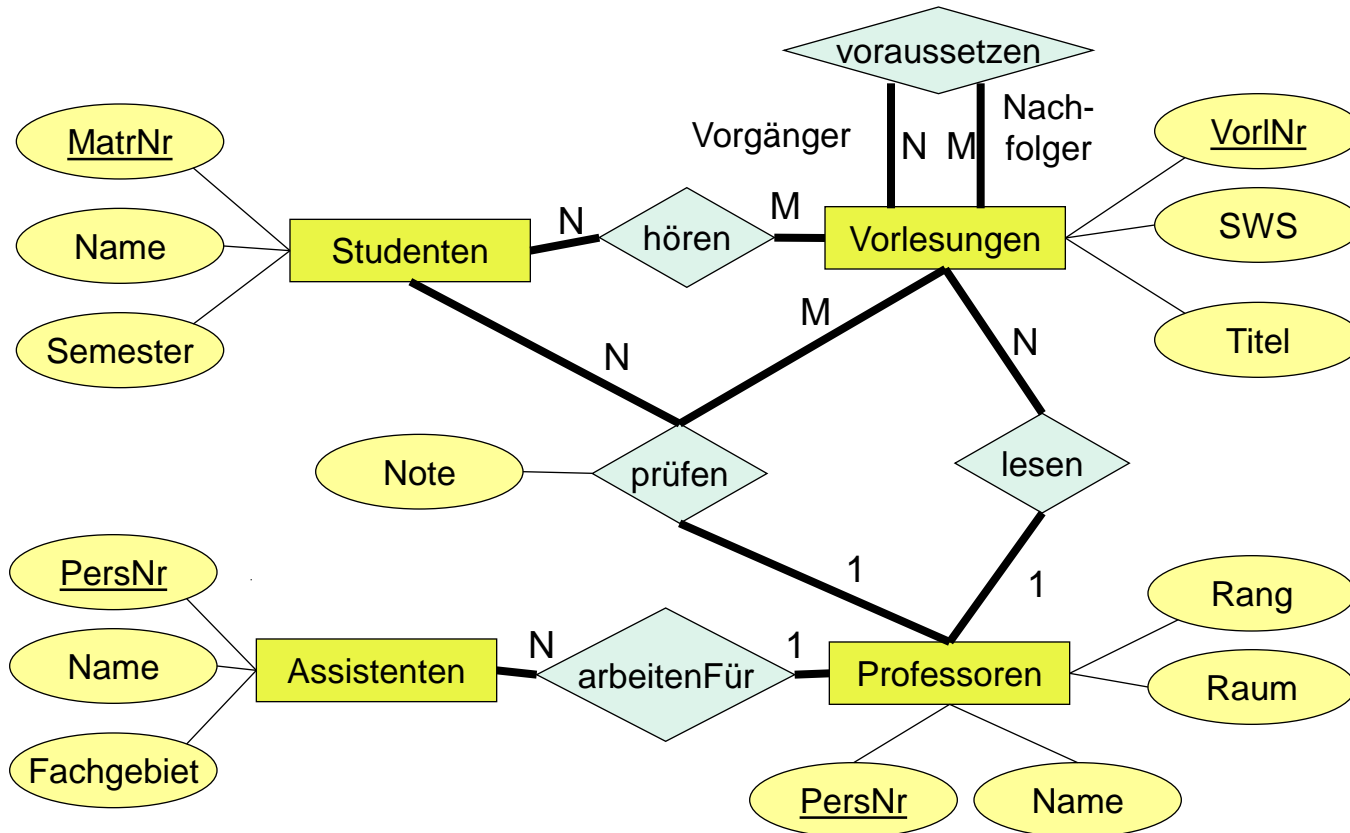 voraussetzen
Vorgänger
N
M
Nach-
folger
MatrNr
VorlNr
Name
Studenten
N
hören
M
Vorlesungen
SWS
Semester
N
M
N
Titel
Note
prüfen
lesen
PersNr
1
1
Rang
Name
Assistenten
N
arbeitenFür
1
Professoren
Raum
Fachgebiet
PersNr
Name